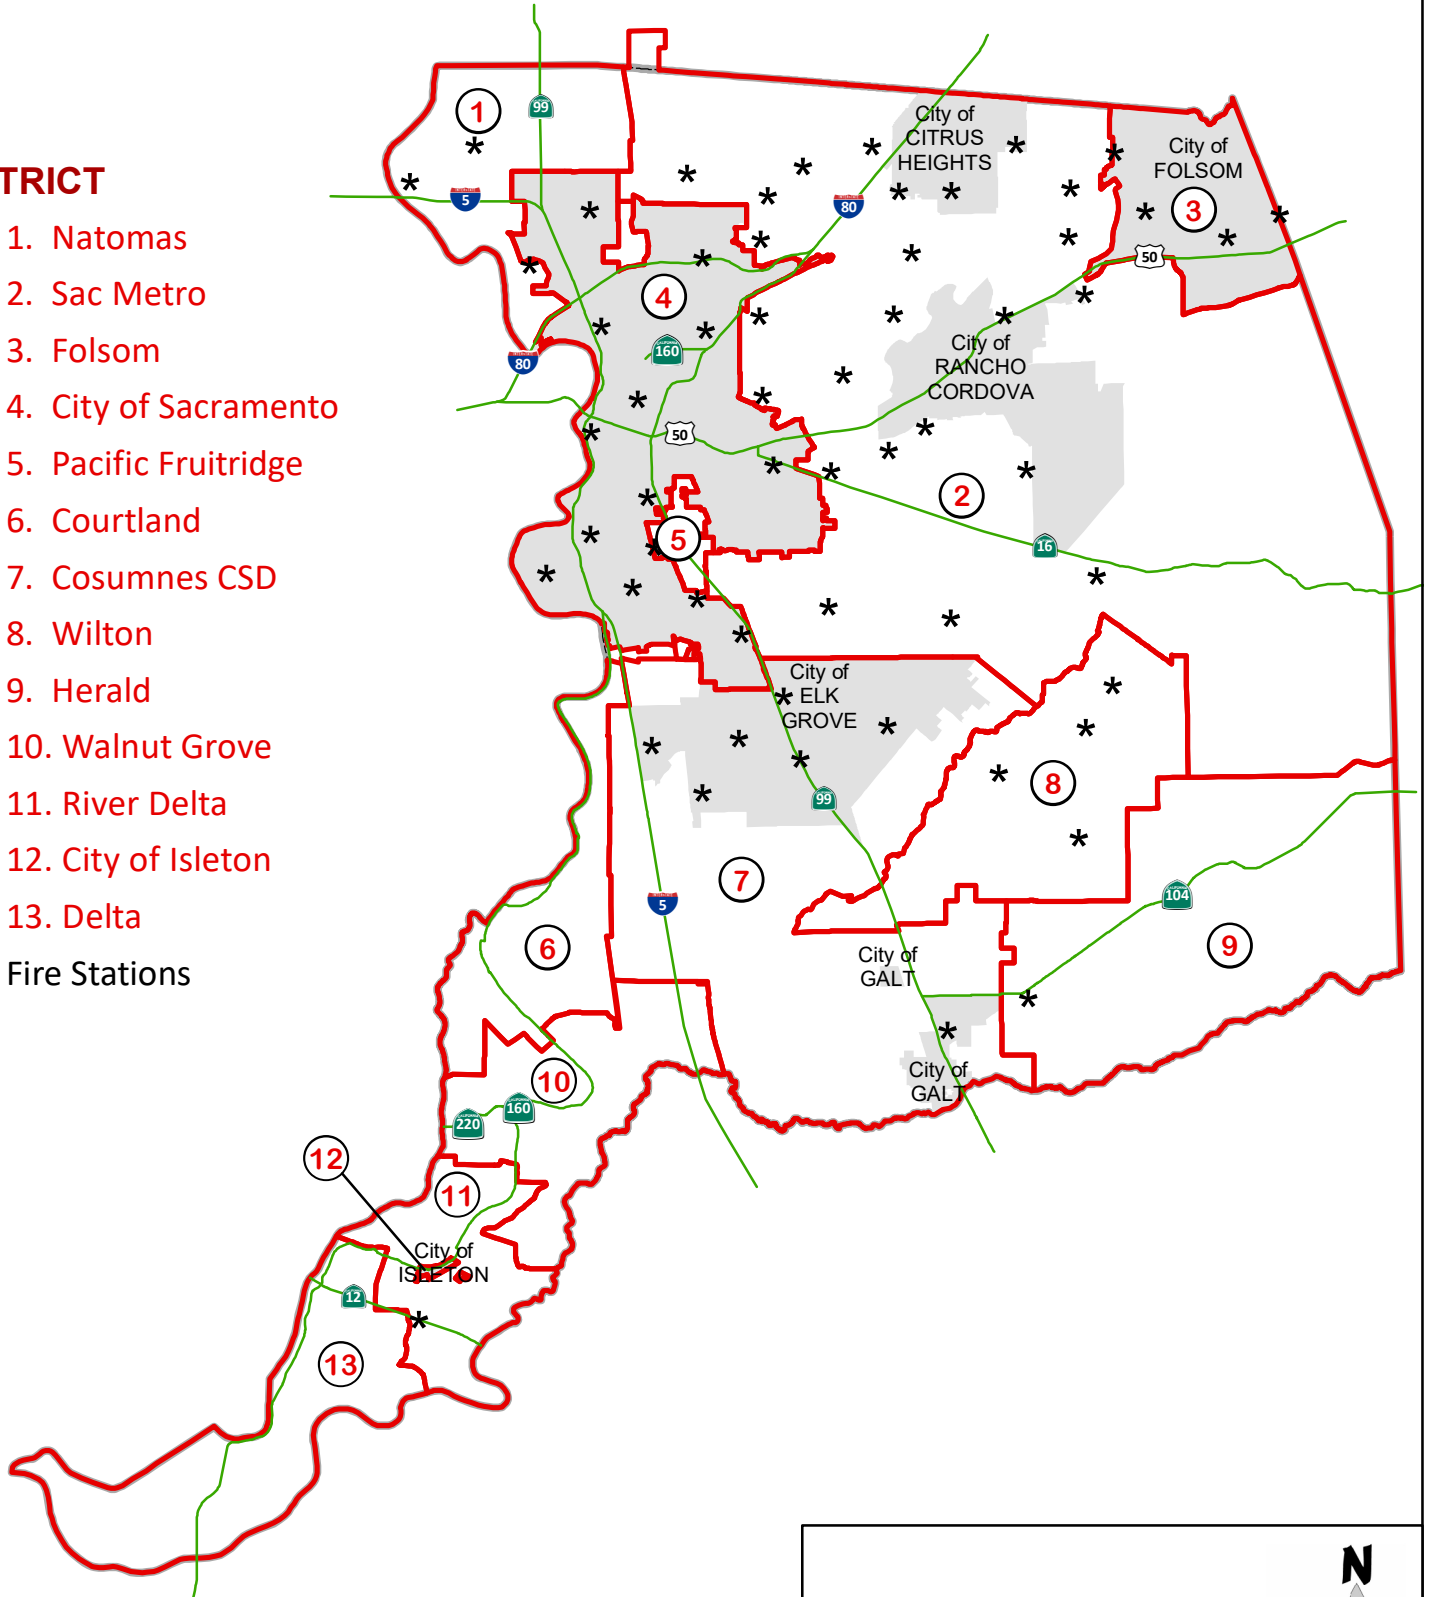 TRICT
1. Natomas
2. Sac Metro
3. Folsom
4. City of Sacramento
5. Pacific Fruitridge
6. Courtland
7. Cosumnes CSD
8. Wilton
9. Herald
10. Walnut Grove
11. River Delta
12. City of Isleton
13. Delta
Fire Stations
1
99
City of
CITRUS
HEIGHTS
City of
FOLSOM
5
80
3
50
4
160
80
City of
RANCHO
CORDOVA
50
2
5
16
City of
ELK
GROVE
8
99
7
5
104
6
9
City of
GALT
10
City of
GALT
160
220
12
11
City of
ISLETON
12
13
N